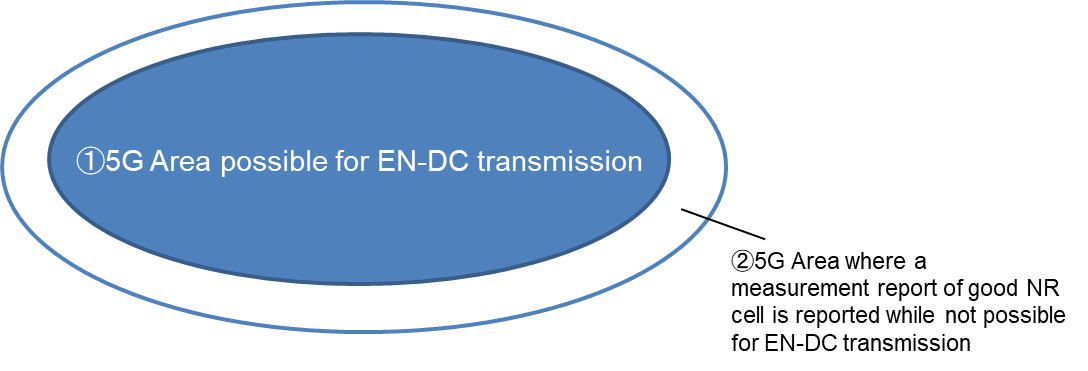 ①5G Area possible for EN-DC transmission
②5G Area where a
measurement report of good NR
cell is reported while not possible
for EN-DC transmission